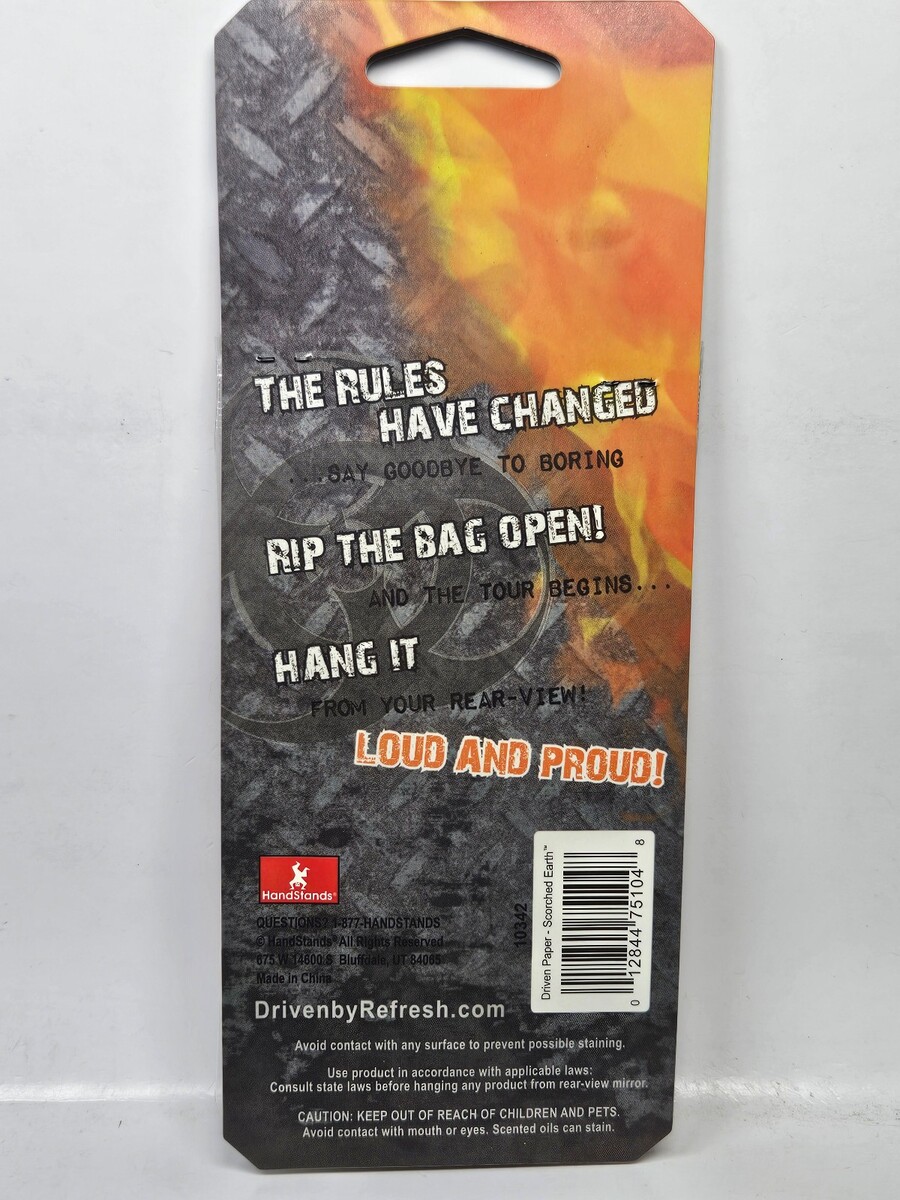 THE RULES
HAVE CHANGED
...SAY GOODBYE TO BORING
RIP THE BAG OPEN!
AND THE TOUR BEGINS...
HANG IT
FROM YOUR REAR-VIEW!
LOUD AND PROUD!
HandStands®
QUESTIONS? 1-877-HANDSTANDS
© HandStands® All Rights Reserved
675 W 14600 S Bluffdale, UT 84065
Made in China
DrivenbyRefresh.com
10342
Driven Paper - Scorched Earth™
0 12844 75104 8
Avoid contact with any surface to prevent possible staining.
Use product in accordance with applicable laws:
Consult state laws before hanging any product from rear-view mirror.
CAUTION: KEEP OUT OF REACH OF CHILDREN AND PETS.
Avoid contact with mouth or eyes. Scented oils can stain.